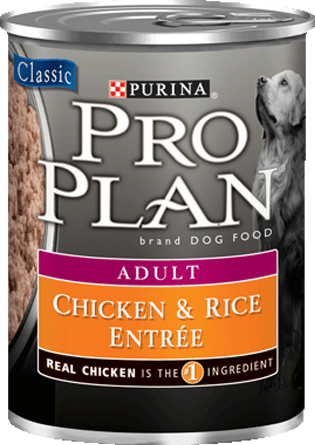 Classic
PURINA®
PRO
PLAN®
brand DOG FOOD
ADULT
CHICKEN & RICE
ENTRÉE
REAL CHICKEN IS THE #1 INGREDIENT